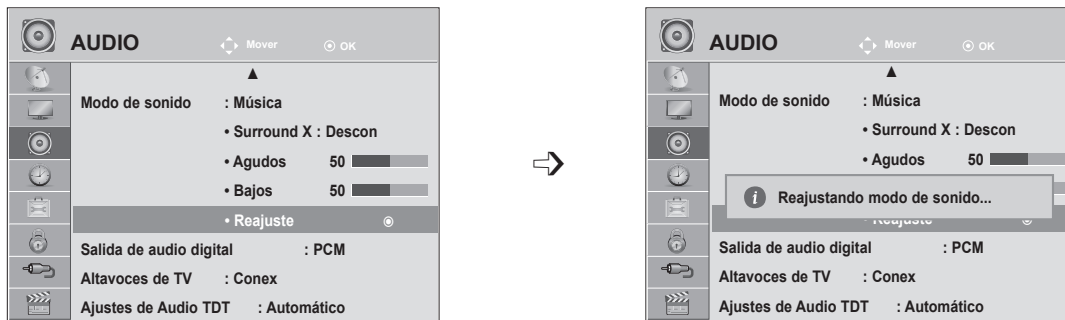 AUDIO
Mover
OK
Modo de sonido : Música
• Surround X : Descon
• Agudos 50
• Bajos 50
• Reajuste
Salida de audio digital : PCM
Altavoces de TV : Conex
Ajustes de Audio TDT : Automático
AUDIO
Mover
OK
Modo de sonido : Música
• Surround X : Descon
• Agudos 50
i Reajustando modo de sonido...
• Reajuste
Salida de audio digital : PCM
Altavoces de TV : Conex
Ajustes de Audio TDT : Automático